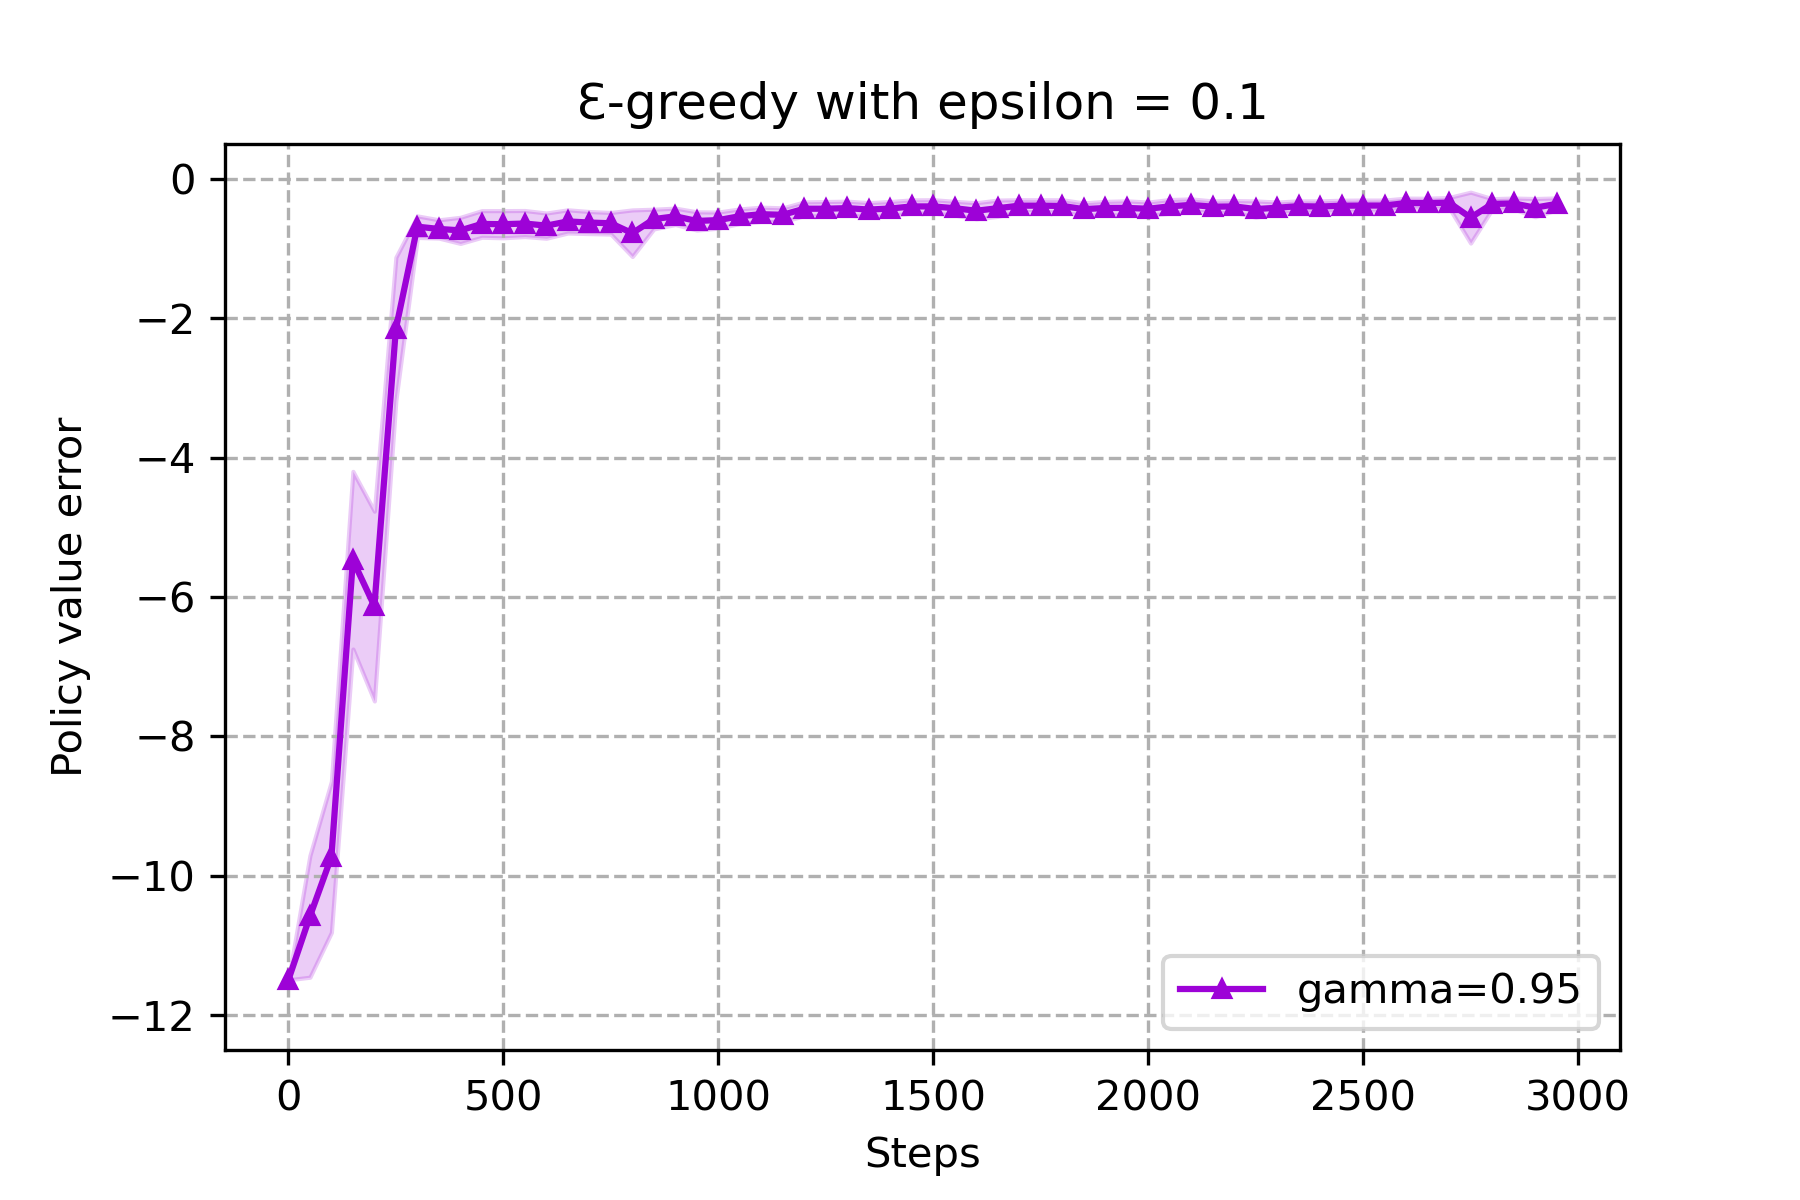 Ɛ-greedy with epsilon = 0.1
Policy value error
0
−2
−4
−6
−8
−10
−12
gamma=0.95
0 500 1000 1500 2000 2500 3000
Steps